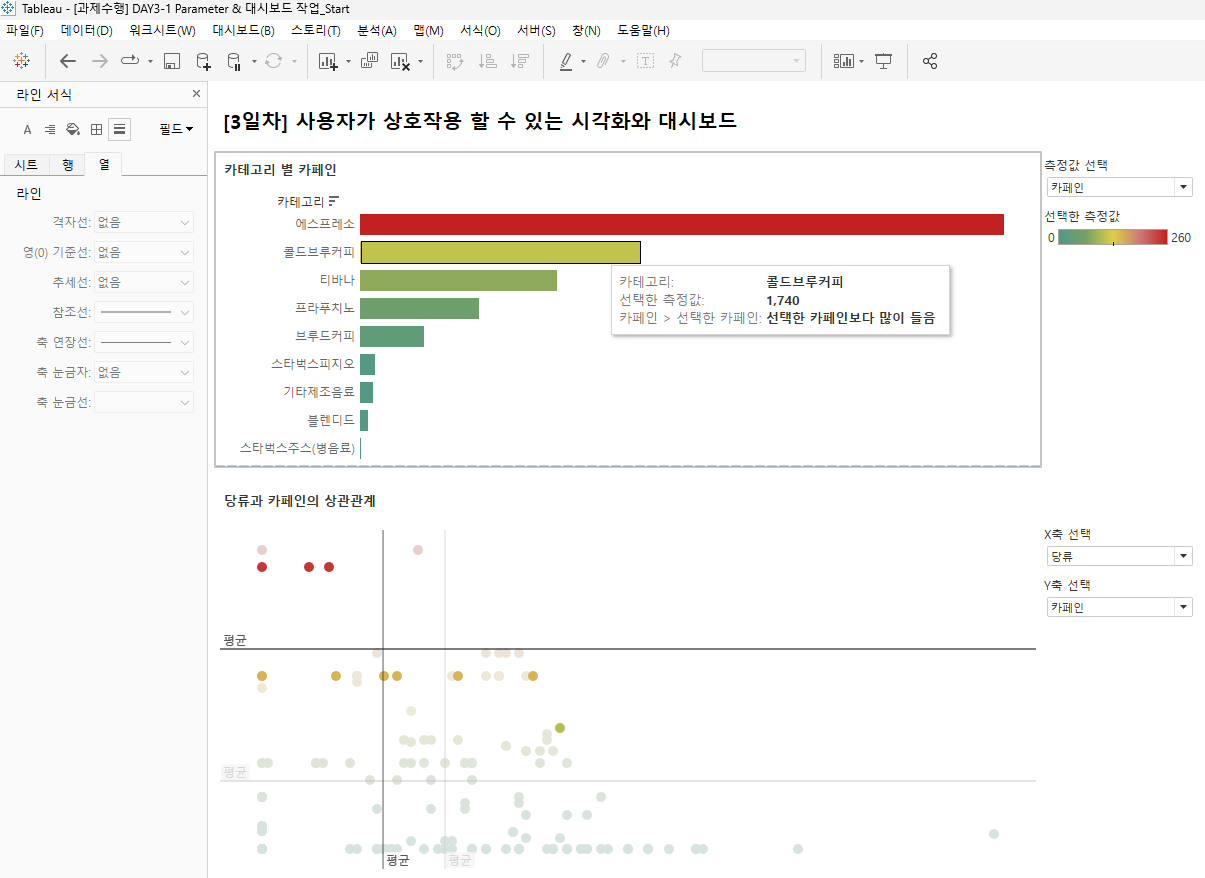 Tableau - [과제수행] DAY3-1 Parameter & 대시보드 작업_Start
파일(F) 데이터(D) 워크시트(W) 대시보드(B) 스토리(T) 분석(A) 맵(M) 서식(O) 서버(S) 창(N) 도움말(H)
라인 서식
필드
시트 행 열
라인
격자선: 없음
영(0) 기준선: 없음
추세선: 없음
참조선:
축 연장선:
축 눈금자: 없음
축 눈금선:
[3일차] 사용자가 상호작용 할 수 있는 시각화와 대시보드
카테고리 별 카페인
카테고리
에스프레소
콜드브루커피
티바나
프라푸치노
브루드커피
스타벅스피지오
기타제조음료
블렌디드
스타벅스주스(병음료)
카테고리: 콜드브루커피
선택한 측정값: 1,740
카페인 > 선택한 카페인: 선택한 카페인보다 많이 들음
측정값 선택
카페인
선택한 측정값
0 260
당류과 카페인의 상관관계
평균
평균
평균
평균
X축 선택
당류
Y축 선택
카페인